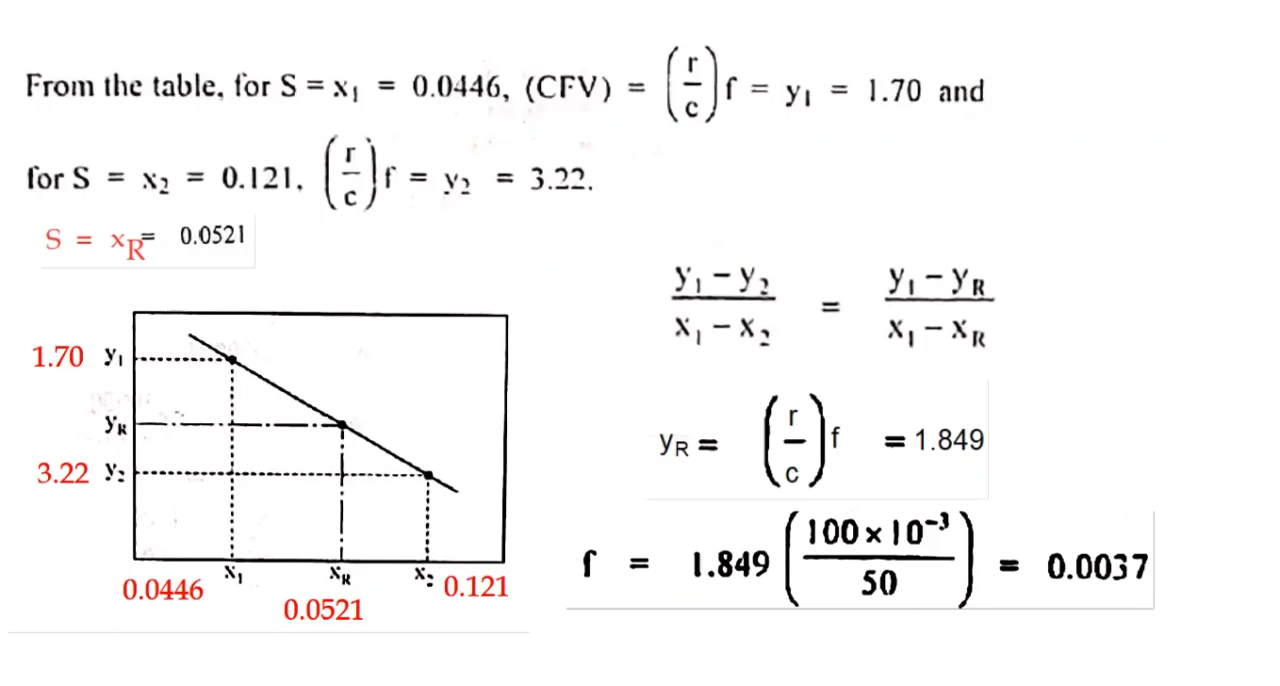 From the table, for S = x₁ = 0.0446, (CFV) = (r/c) f = y₁ = 1.70 and
for S = x₂ = 0.121, (r/c) f = y₂ = 3.22.
S = x_R = 0.0521
(y₁ − y₂)/(x₁ − x₂) = (y₁ − y_R)/(x₁ − x_R)
1.70 y₁
y_R
3.22 y₂
x₁ x_R x₂
0.0446 0.0521 0.121
y_R = (r/c) f = 1.849
f = 1.849 (100 × 10⁻³/50) = 0.0037